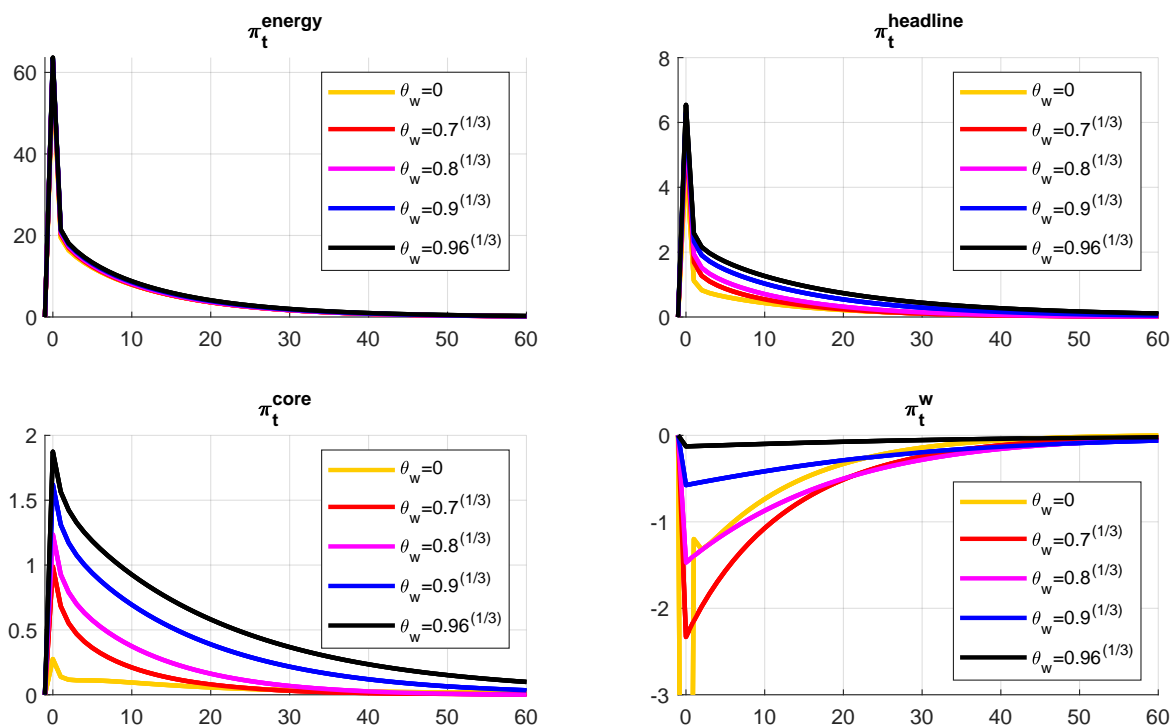 π_t^energy
60
40
20
0
0 10 20 30 40 50 60
θ_w=0
θ_w=0.7^(1/3)
θ_w=0.8^(1/3)
θ_w=0.9^(1/3)
θ_w=0.96^(1/3)
π_t^headline
8
6
4
2
0
0 10 20 30 40 50 60
θ_w=0
θ_w=0.7^(1/3)
θ_w=0.8^(1/3)
θ_w=0.9^(1/3)
θ_w=0.96^(1/3)
π_t^core
2
1.5
1
0.5
0
0 10 20 30 40 50 60
θ_w=0
θ_w=0.7^(1/3)
θ_w=0.8^(1/3)
θ_w=0.9^(1/3)
θ_w=0.96^(1/3)
π_t^w
0
-1
-2
-3
0 10 20 30 40 50 60
θ_w=0
θ_w=0.7^(1/3)
θ_w=0.8^(1/3)
θ_w=0.9^(1/3)
θ_w=0.96^(1/3)